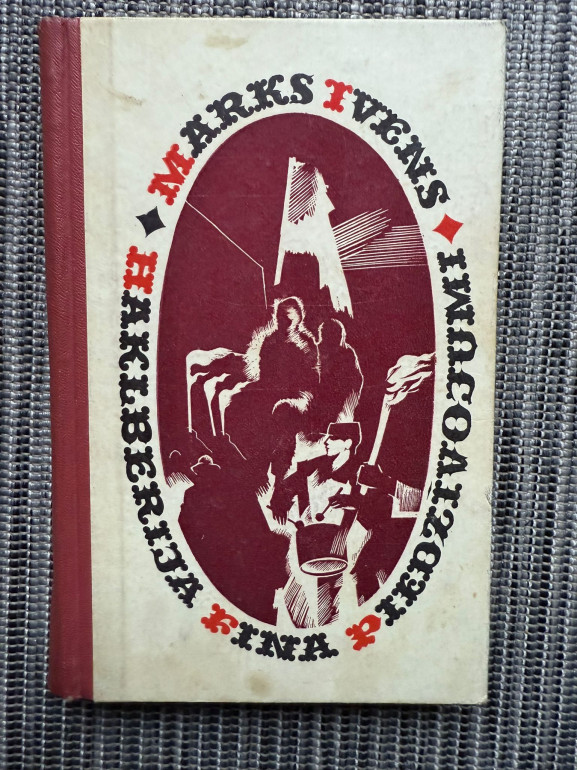 MARKS TVENS
HAKLBERIJA FINA PIEDZĪVOJUMI